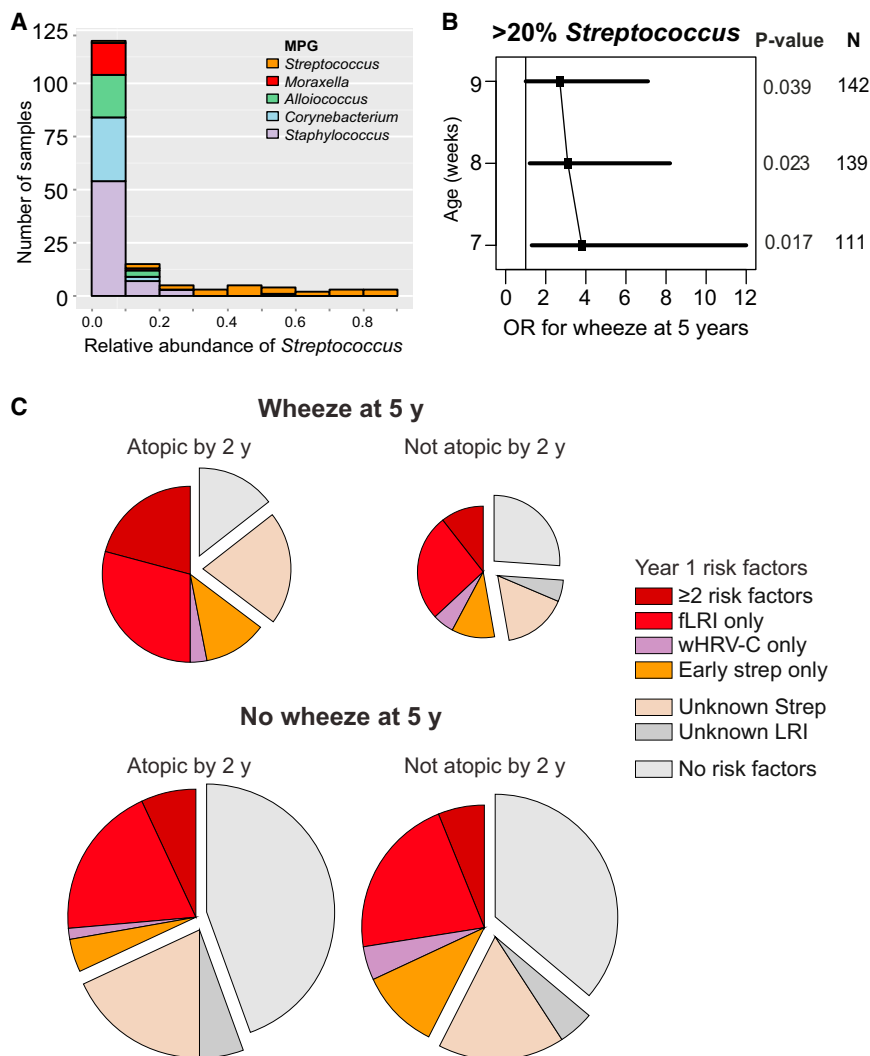 A
125
100
75
50
25
0
Number of samples
MPG
Streptococcus
Moraxella
Alloiococcus
Corynebacterium
Staphylococcus
0.0 0.2 0.4 0.6 0.8
Relative abundance of Streptococcus
B
>20% Streptococcus P-value N
Age (weeks)
9 0.039 142
8 0.023 139
7 0.017 111
0 2 4 6 8 10 12
OR for wheeze at 5 years
C
Wheeze at 5 y
Atopic by 2 y Not atopic by 2 y
Year 1 risk factors
≥2 risk factors
fLRI only
wHRV-C only
Early strep only
Unknown Strep
Unknown LRI
No risk factors
No wheeze at 5 y
Atopic by 2 y Not atopic by 2 y